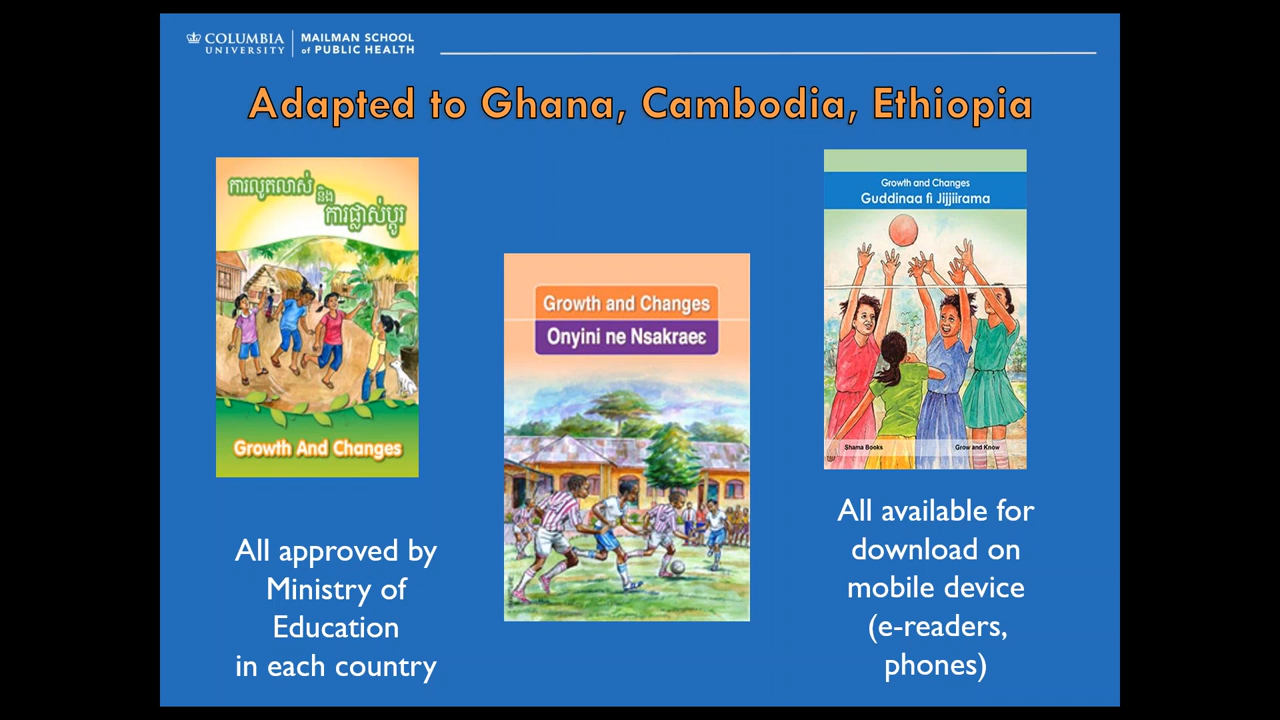 COLUMBIA
UNIVERSITY
MAILMAN SCHOOL
of PUBLIC HEALTH
Adapted to Ghana, Cambodia, Ethiopia
ការលូតលាស់
និង
ការផ្លាស់ប្តូរ
Growth And Changes
All approved by
Ministry of
Education
in each country
Growth and Changes
Onyini ne Nsakraeɛ
Growth and Changes
Guddinaa fi Jijjiirama
Shama Books
Grow and Know
All available for
download on
mobile device
(e-readers,
phones)